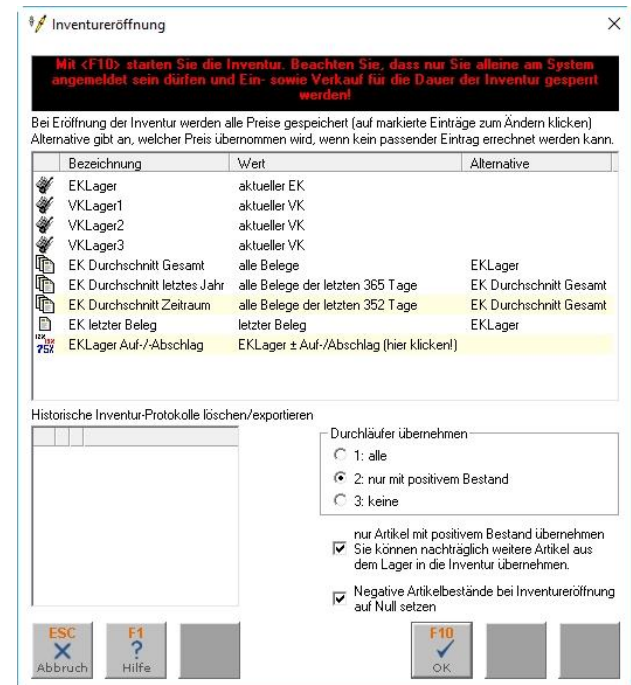 Inventureröffnung
Mit <F10> starten Sie die Inventur. Beachten Sie, dass nur Sie alleine am System
angemeldet sein dürfen und Ein- sowie Verkauf für die Dauer der Inventur gesperrt
werden!
Bei Eröffnung der Inventur werden alle Preise gespeichert (auf markierte Einträge zum Ändern klicken)
Alternative gibt an, welcher Preis übernommen wird, wenn kein passender Eintrag errechnet werden kann.
Bezeichnung Wert Alternative
EKLager aktueller EK
VKLager1 aktueller VK
VKLager2 aktueller VK
VKLager3 aktueller VK
EK Durchschnitt Gesamt alle Belege EKLager
EK Durchschnitt letztes Jahr alle Belege der letzten 365 Tage EK Durchschnitt Gesamt
EK Durchschnitt Zeitraum alle Belege der letzten 352 Tage EK Durchschnitt Gesamt
EK letzter Beleg letzter Beleg EKLager
75% EKLager Auf-/-Abschlag EKLager ± Auf-/Abschlag (hier klicken!)
Historische Inventur-Protokolle löschen/exportieren
Durchläufer übernehmen
1: alle
2: nur mit positivem Bestand
3: keine
nur Artikel mit positivem Bestand übernehmen
Sie können nachträglich weitere Artikel aus
dem Lager in die Inventur übernehmen.
Negative Artikelbestände bei Inventureröffnung
auf Null setzen
ESC F1 F10
?
Abbruch Hilfe OK